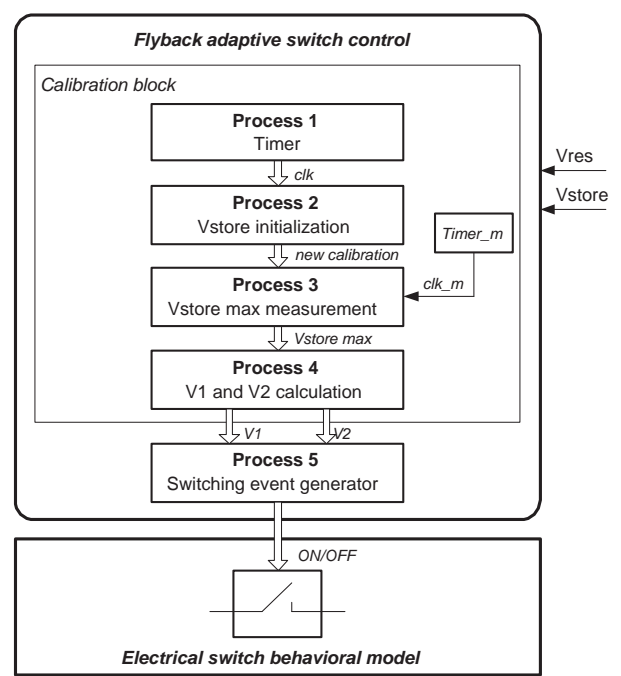 Flyback adaptive switch control
Calibration block
Process 1
Timer
clk
Process 2
Vstore initialization
new calibration
Process 3
Vstore max measurement
Timer_m
clk_m
Vstore max
Process 4
V1 and V2 calculation
V1
V2
Process 5
Switching event generator
Vres
Vstore
ON/OFF
Electrical switch behavioral model